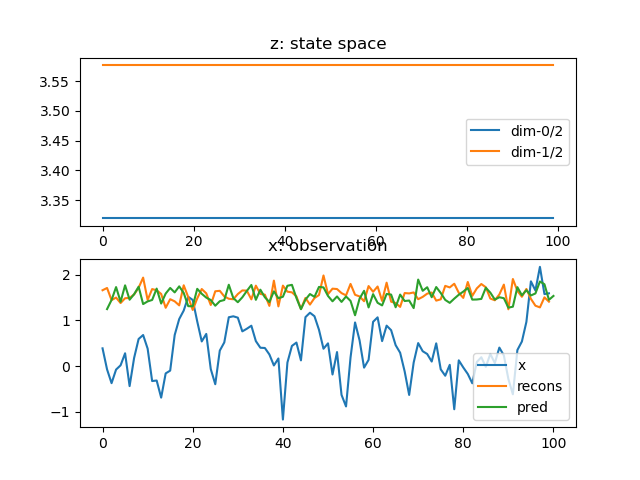 z: state space
3.55
3.50
3.45
3.40
3.35
dim-0/2
dim-1/2
0 20 40 60 80 100
x: observation
2
1
0
−1
x
recons
pred
0 20 40 60 80 100